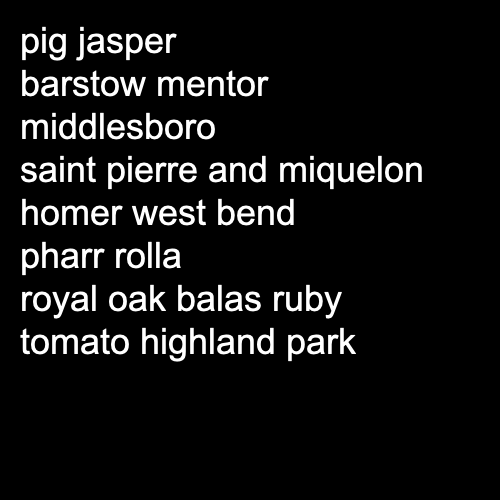 pig jasper
barstow mentor
middlesboro
saint pierre and miquelon
homer west bend
pharr rolla
royal oak balas ruby
tomato highland park